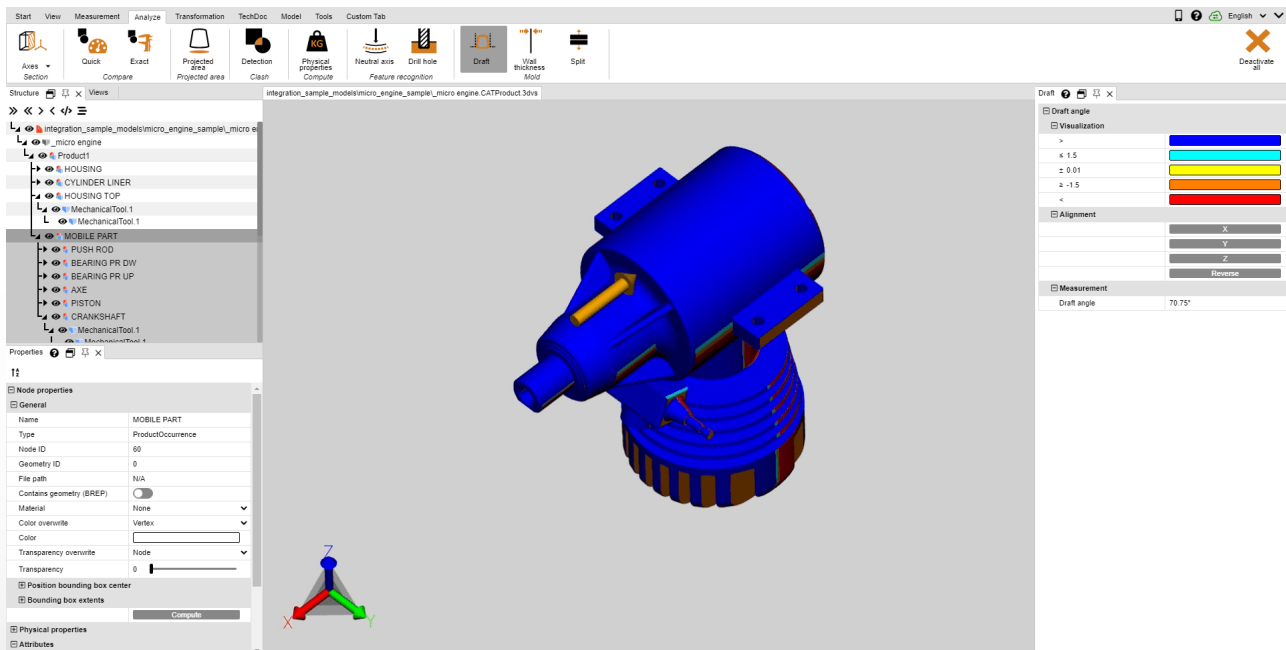 Start View Measurement Analyze Transformation TechDoc Model Tools Custom Tab English
Axes Quick Exact Projected area Detection KG Physical properties Neutral axis Drill hole Draft Wall thickness Split Deactivate all
Section Compare Projected area Clash Compute Feature recognition Mold
Structure Views
integration_sample_models\micro_engine_sample\_micro engine.CATProduct.3dvs
integration_sample_models\micro_engine_sample\_micro
_micro engine
Product1
HOUSING
CYLINDER LINER
HOUSING TOP
MechanicalTool.1
MechanicalTool.1
MOBILE PART
PUSH ROD
BEARING PR DW
BEARING PR UP
AXE
PISTON
CRANKSHAFT
MechanicalTool.1
MechanicalTool.1
Properties
Node properties
General
Name MOBILE PART
Type ProductOccurrence
Node ID 60
Geometry ID 0
File path N/A
Contains geometry (BREP)
Material None
Color overwrite Vertex
Color
Transparency overwrite Node
Transparency 0
Position bounding box center
Bounding box extents
Compute
Physical properties
Attributes
Z
X
Y
Draft
Draft angle
Visualization
>
≤ 1.5
± 0.01
≥ -1.5
<
Alignment
X
Y
Z
Reverse
Measurement
Draft angle 70.75°